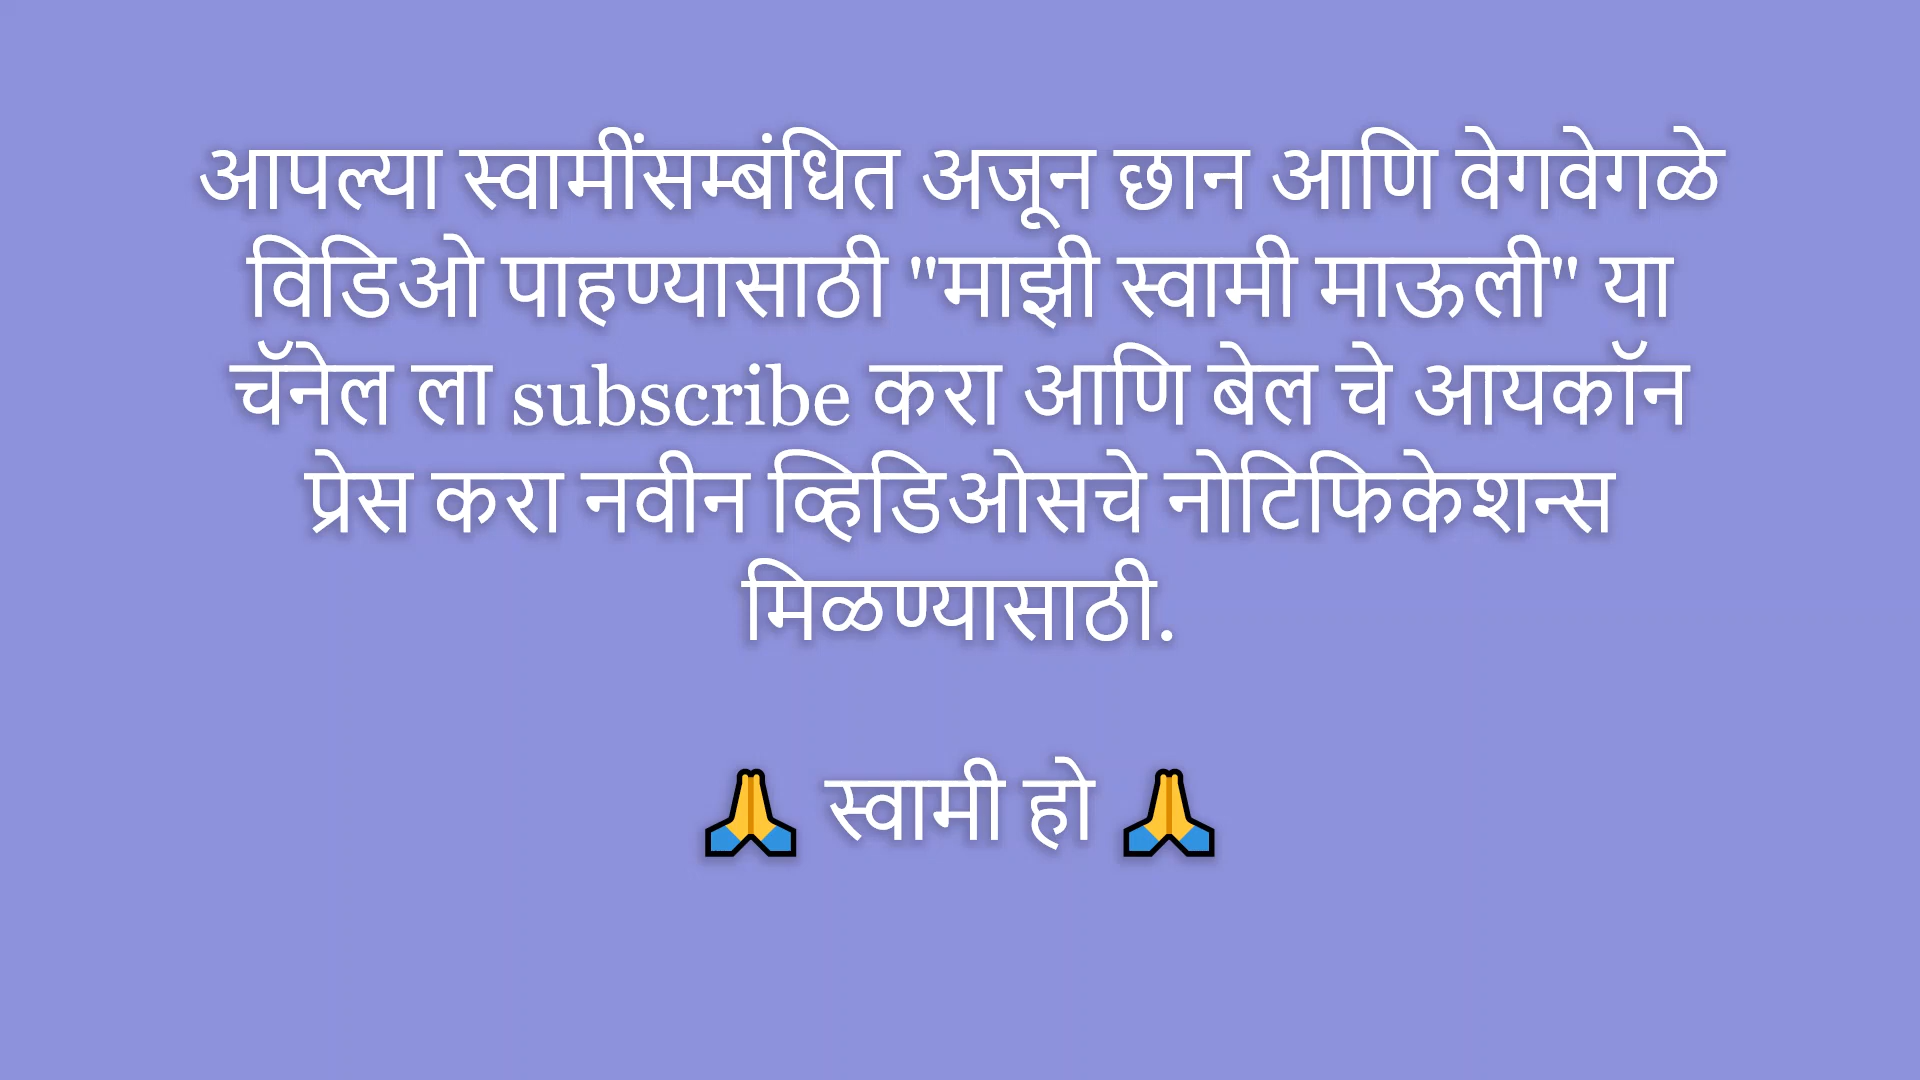 आपल्या स्वामींसम्बंधित अजून छान आणि वेगवेगळे
विडिओ पाहण्यासाठी "माझी स्वामी माऊली" या
चॅनेल ला subscribe करा आणि बेल चे आयकॉन
प्रेस करा नवीन व्हिडिओसचे नोटिफिकेशन्स
मिळण्यासाठी.
🙏 स्वामी हो 🙏